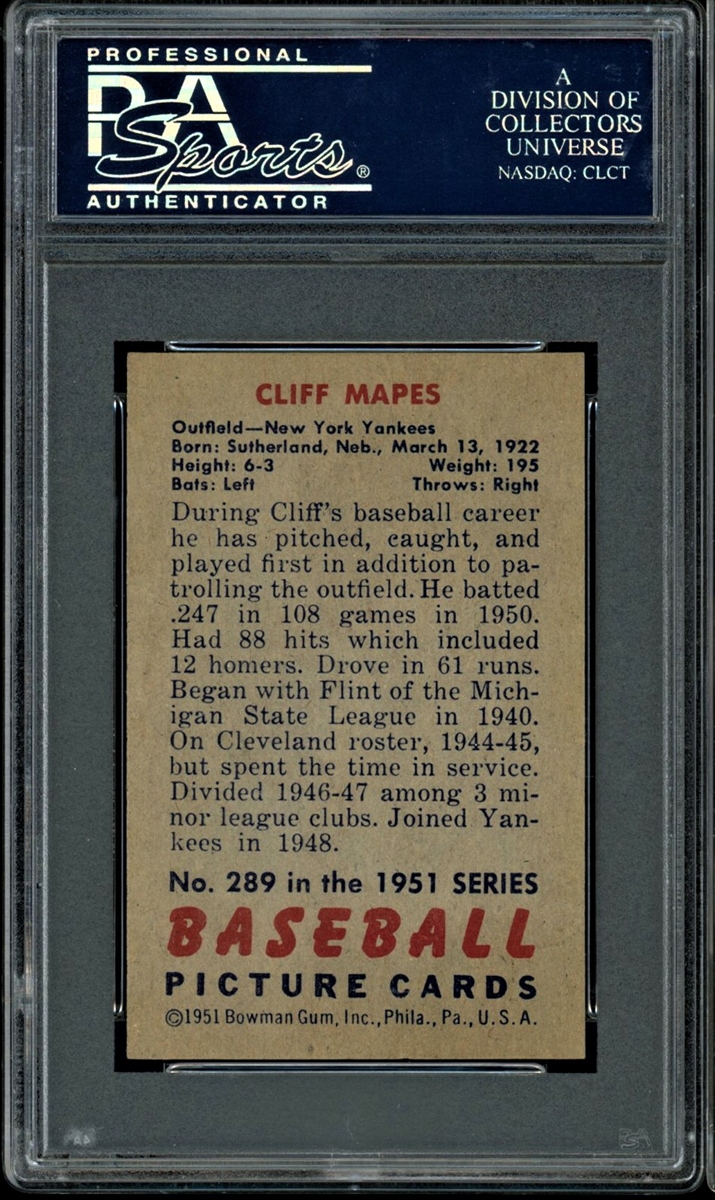 PROFESSIONAL
PSA
Sports®
AUTHENTICATOR
A
DIVISION OF
COLLECTORS
UNIVERSE
NASDAQ: CLCT
CLIFF MAPES
Outfield—New York Yankees
Born: Sutherland, Neb., March 13, 1922
Height: 6-3 Weight: 195
Bats: Left Throws: Right
During Cliff's baseball career
he has pitched, caught, and
played first in addition to pa-
trolling the outfield. He batted
.247 in 108 games in 1950.
Had 88 hits which included
12 homers. Drove in 61 runs.
Began with Flint of the Mich-
igan State League in 1940.
On Cleveland roster, 1944-45,
but spent the time in service.
Divided 1946-47 among 3 mi-
nor league clubs. Joined Yan-
kees in 1948.
No. 289 in the 1951 SERIES
BASEBALL
PICTURE CARDS
©1951 Bowman Gum, Inc., Phila., Pa., U.S.A.